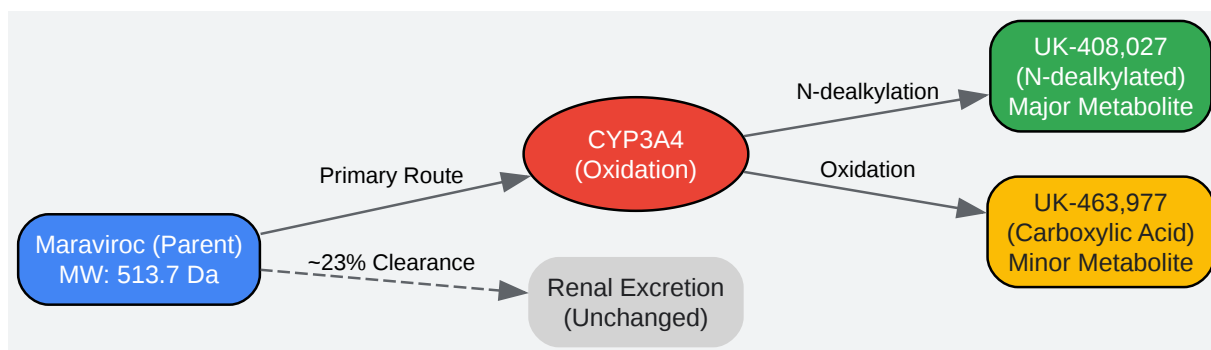 Maraviroc (Parent)
MW: 513.7 Da
Primary Route
~23% Clearance
CYP3A4
(Oxidation)
Renal Excretion
(Unchanged)
N-dealkylation
Oxidation
UK-408,027
(N-dealkylated)
Major Metabolite
UK-463,977
(Carboxylic Acid)
Minor Metabolite